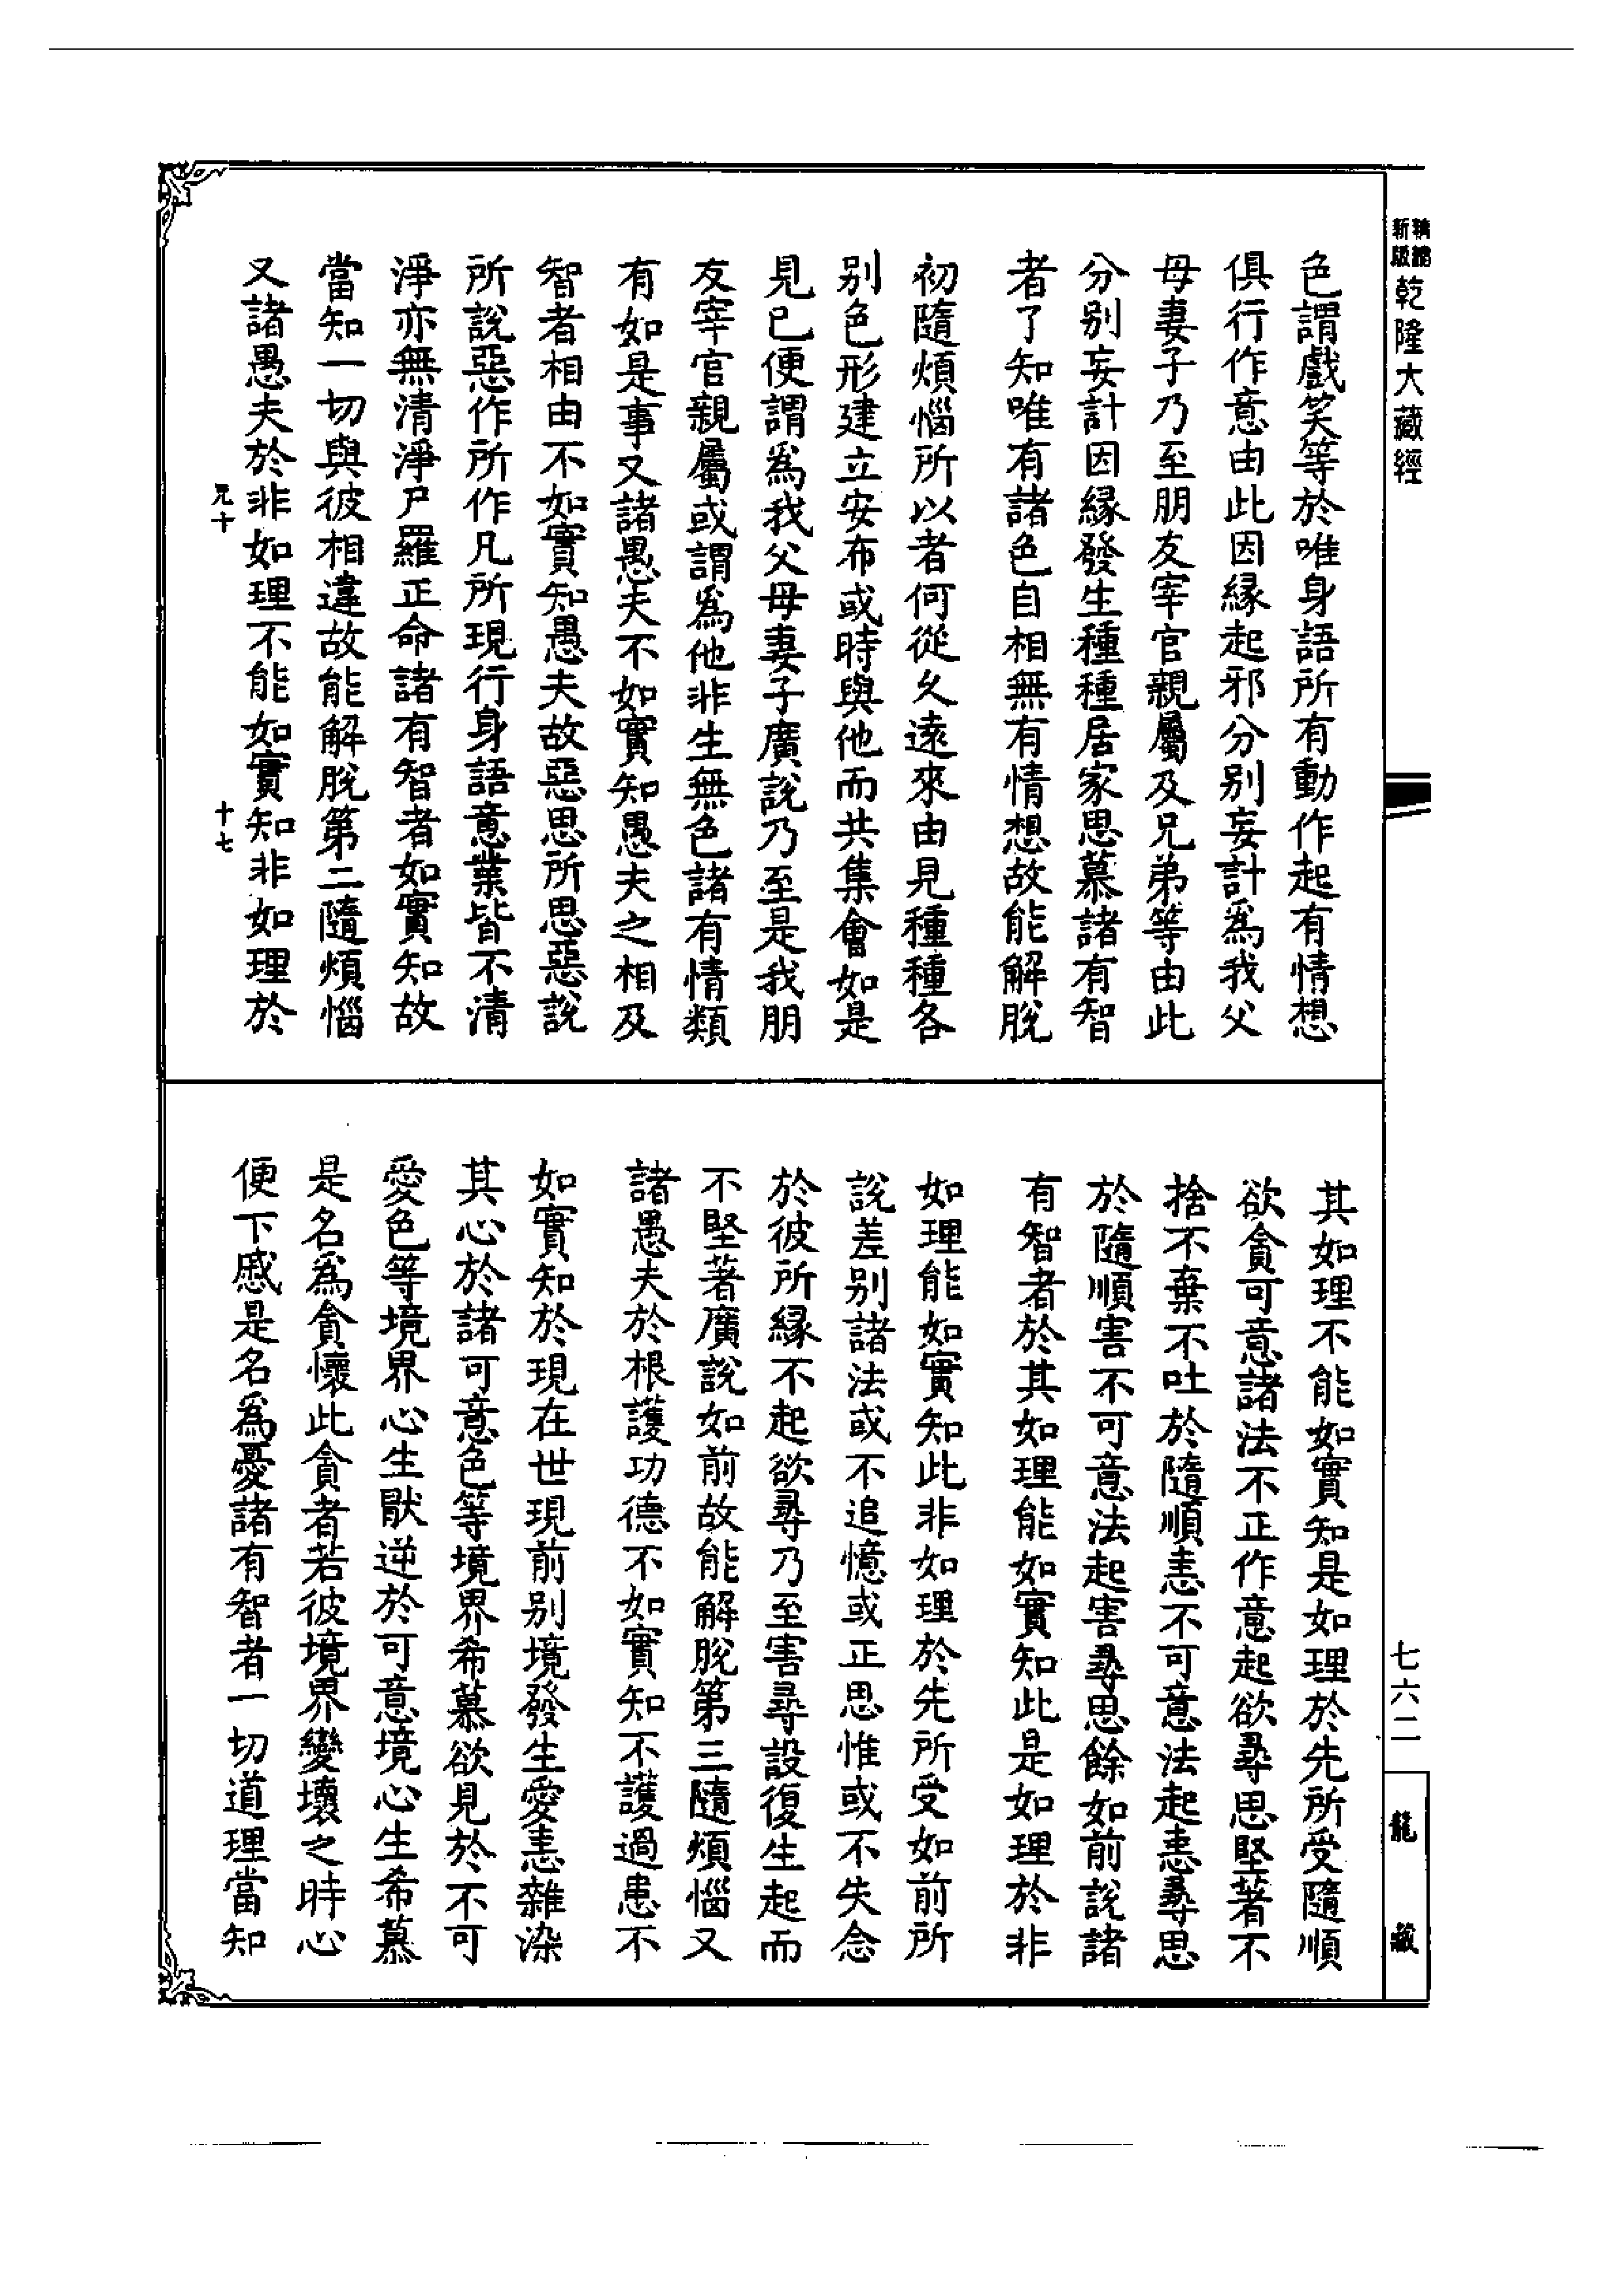 精號新版乾隆大藏經
色謂戲笑等於唯身語所有動作起有情想
俱行作意由此因緣起邪分別妄計爲我父
母妻子乃至朋友宰官親屬及兄弟等由此
分別妄計因緣發生種種居家思慕諸有智
者了知唯有諸色自相無有情想故能解脫
初隨煩惱所以者何從久遠來由見種種各
別色形建立安布或時與他而共集會如是
見已便謂爲我父母妻子廣說乃至是我朋
友宰官親屬或謂爲他非生無色諸有情類
有如是事又諸愚夫不如實知愚夫之相及
智者相由不如實知愚夫故惡思所思惡說
所說惡作所作凡所現行身語意業皆不清
淨亦無清淨尸羅正命諸有智者如實知故
當知一切與彼相違故能解脫第二隨煩惱
又諸愚夫於非如理不能如實知非如理於
兄十 十七
其如理不能如實知是如理於先所受隨順
欲貪可意諸法不正作意起欲尋思堅著不
捨不棄不吐於隨順恚不可意法起恚尋思
於隨順害不可意法起害尋思餘如前說諸
有智者於其如理能如實知此是如理於非
如理能如實知此非如理於先所受如前所
說差別諸法或不追憶或正思惟或不失念
於彼所緣不起欲尋乃至害尋設復生起而
不堅著廣說如前故能解脫第三隨煩惱又
諸愚夫於根護功德不如實知不護過患不
如實知於現在世現前別境發生愛恚雜染
其心於諸可意色等境界希慕欲見於不可
愛色等境界心生猒逆於可意境心生希慕
是名爲貪懷此貪者若彼境界變壞之時心
便下慼是名爲憂諸有智者一切道理當知
七六二
龍藏